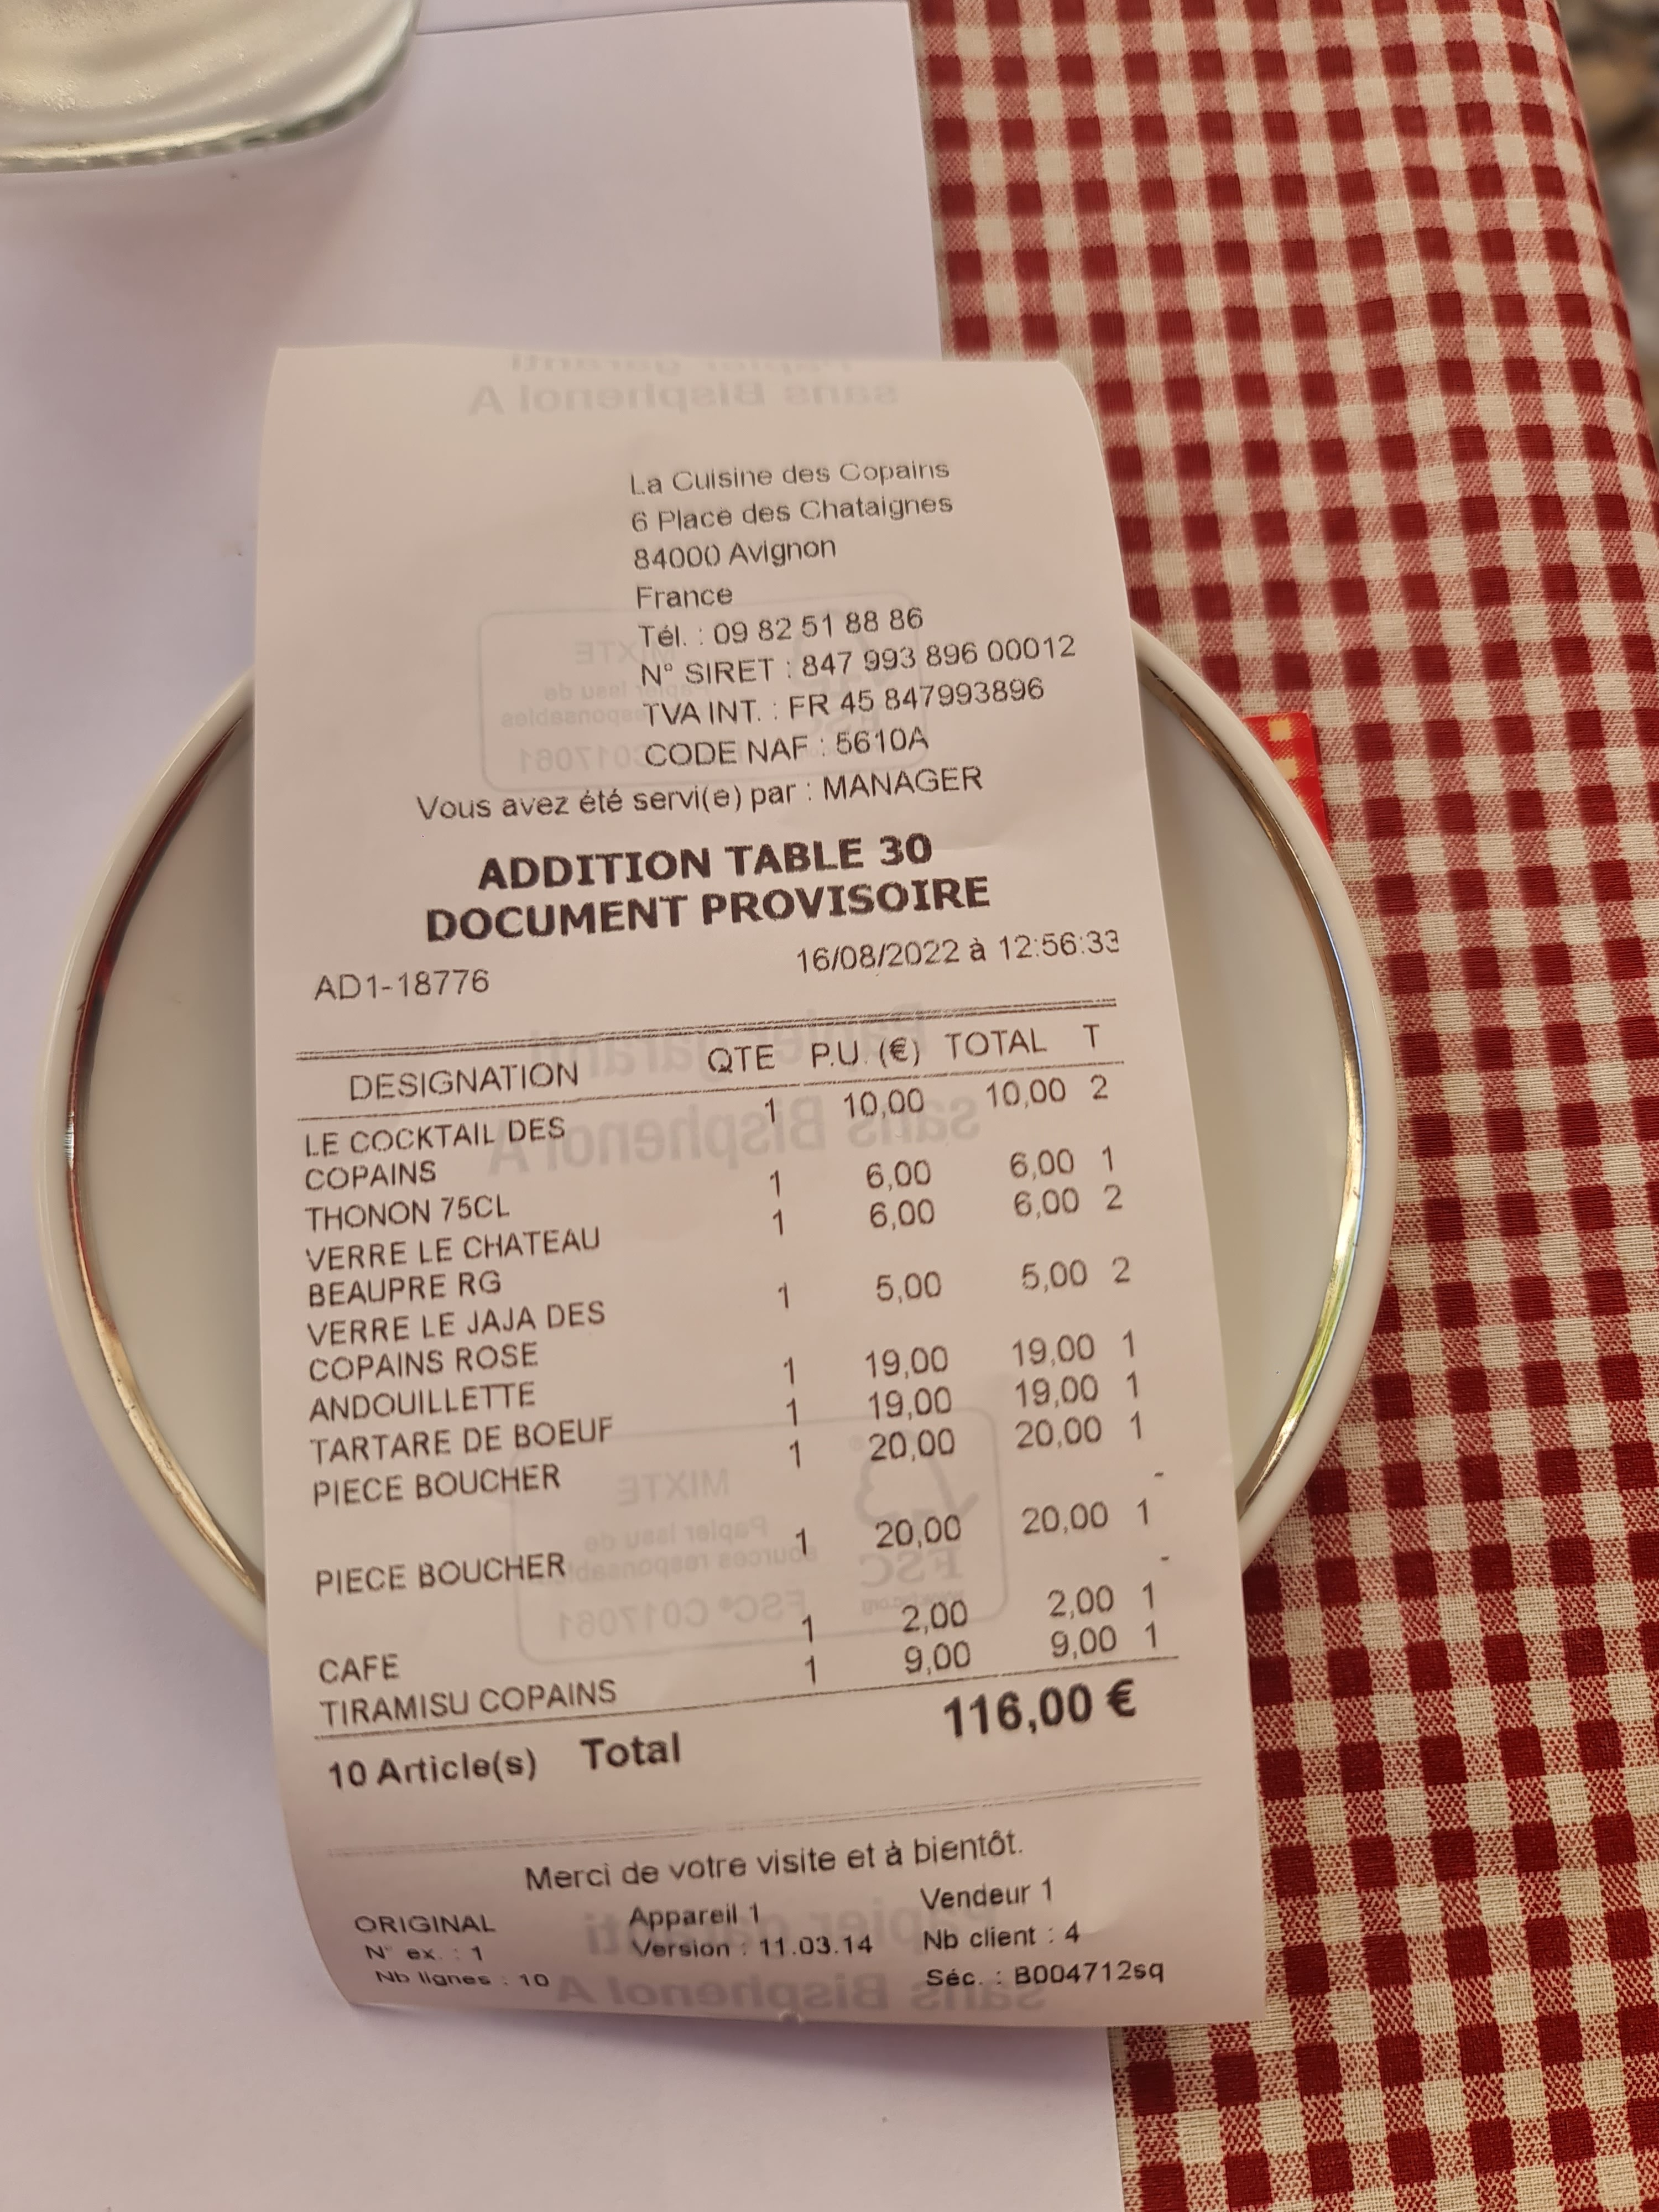 La Cuisine des Copains
6 Place des Chataignes
84000 Avignon
France
Tél. : 09 82 51 88 86
N° SIRET : 847 993 896 00012
TVA INT. : FR 45 847993896
CODE NAF : 5610A
Vous avez été servi(e) par : MANAGER
ADDITION TABLE 30
DOCUMENT PROVISOIRE
16/08/2022 à 12:56:33
AD1-18776
DESIGNATION QTE P.U. (€) TOTAL T
LE COCKTAIL DES 1 10,00 10,00 2
COPAINS
THONON 75CL 1 6,00 6,00 1
VERRE LE CHATEAU 1 6,00 6,00 2
BEAUPRE RG
VERRE LE JAJA DES 1 5,00 5,00 2
COPAINS ROSE
ANDOUILLETTE 1 19,00 19,00 1
TARTARE DE BOEUF 1 19,00 19,00 1
PIECE BOUCHER 1 20,00 20,00 1
-
PIECE BOUCHER 1 20,00 20,00 1
-
CAFE 1 2,00 2,00 1
TIRAMISU COPAINS 1 9,00 9,00 1
10 Article(s) Total 116,00 €
Merci de votre visite et à bientôt.
ORIGINAL Appareil 1 Vendeur 1
N° ex. : 1 Version : 11.03.14 Nb client : 4
Nb lignes : 10 Séc. : B004712sq